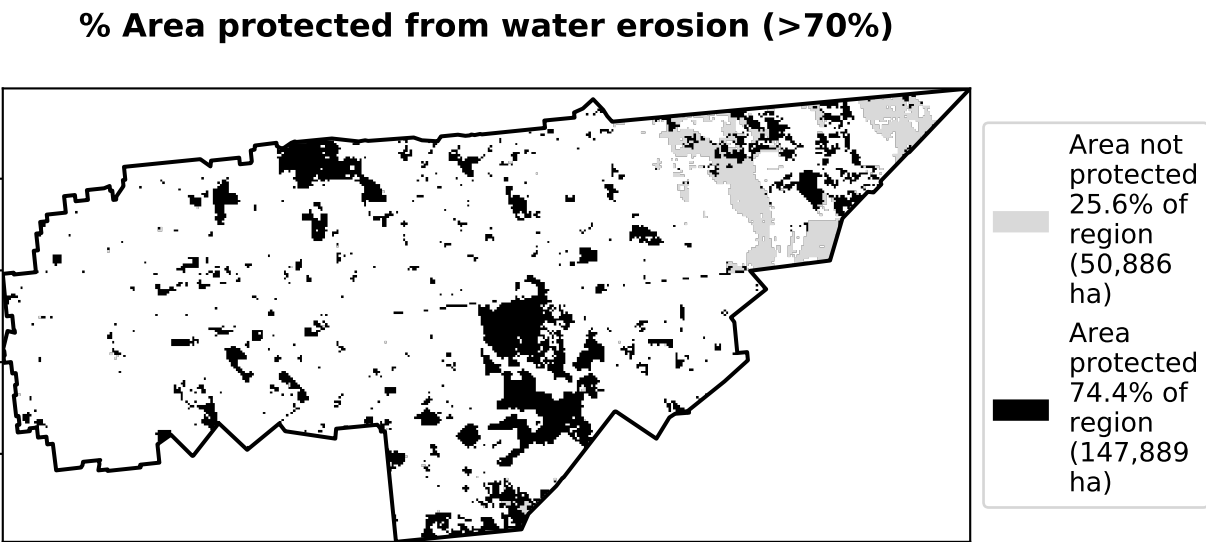 % Area protected from water erosion (>70%)
Area not
protected
25.6% of
region
(50,886
ha)
Area
protected
74.4% of
region
(147,889
ha)